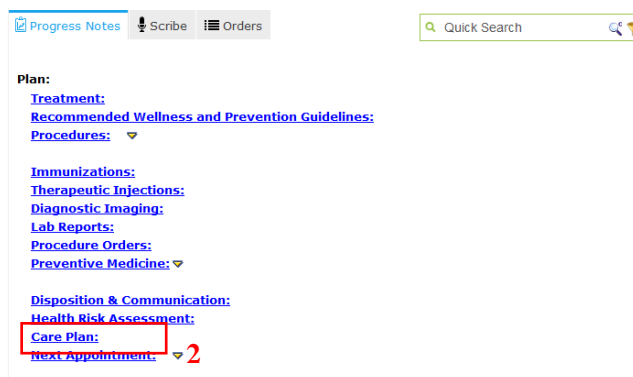 Progress Notes Scribe Orders Quick Search
Plan:
Treatment:
Recommended Wellness and Prevention Guidelines:
Procedures:
Immunizations:
Therapeutic Injections:
Diagnostic Imaging:
Lab Reports:
Procedure Orders:
Preventive Medicine:
Disposition & Communication:
Health Risk Assessment:
Care Plan:
Next Appointment: 2